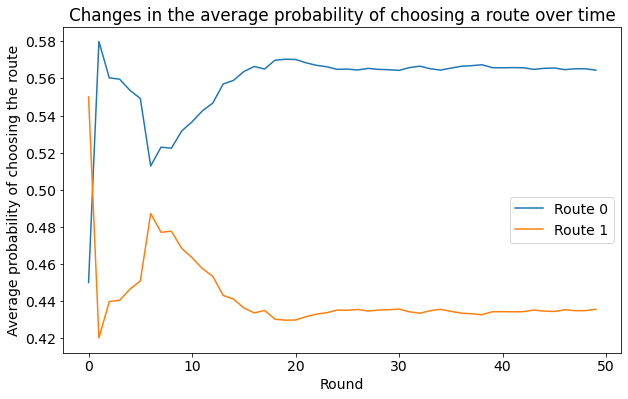 Changes in the average probability of choosing a route over time
Average probability of choosing the route
0.58
0.56
0.54
0.52
0.50
0.48
0.46
0.44
0.42
Route 0
Route 1
0 10 20 30 40 50
Round